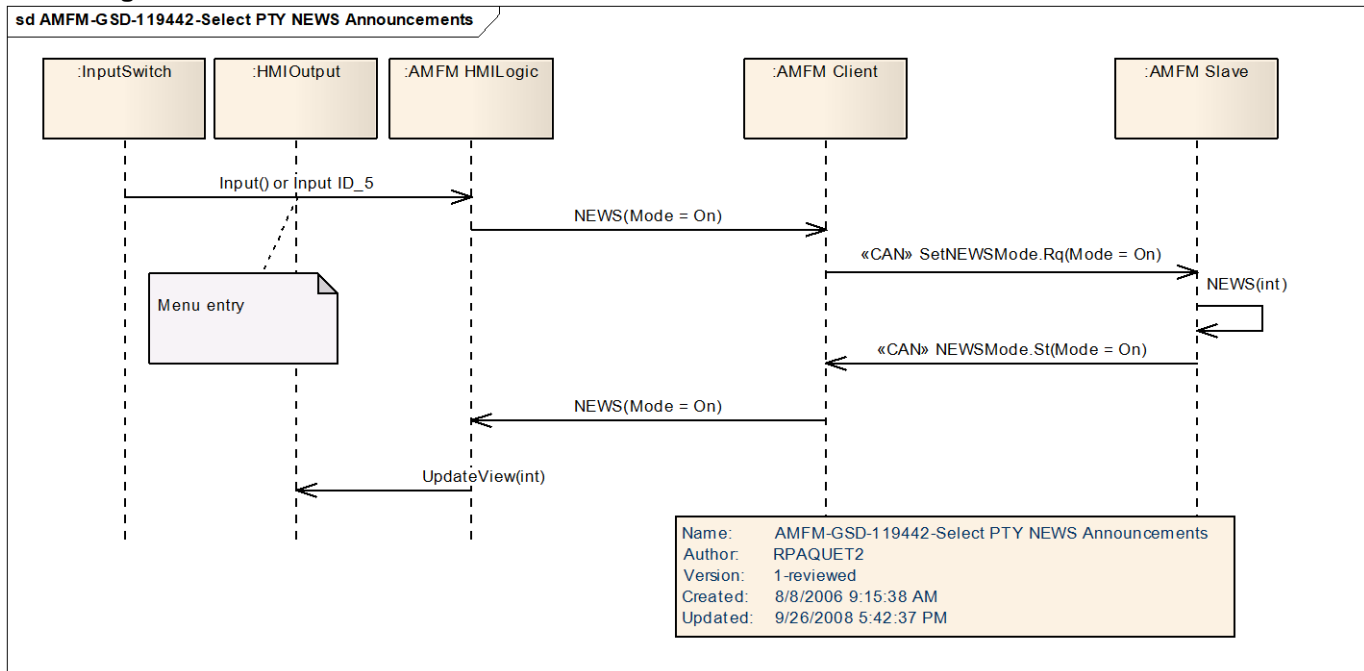 sd AMFM-GSD-119442-Select PTY NEWS Announcements
:InputSwitch
:HMIOutput
:AMFM HMILogic
:AMFM Client
:AMFM Slave
Input() or Input ID_5
NEWS(Mode = On)
«CAN» SetNEWSMode.Rq(Mode = On)
NEWS(int)
Menu entry
«CAN» NEWSMode.St(Mode = On)
NEWS(Mode = On)
UpdateView(int)
Name: AMFM-GSD-119442-Select PTY NEWS Announcements
Author: RPAQUET2
Version: 1-reviewed
Created: 8/8/2006 9:15:38 AM
Updated: 9/26/2008 5:42:37 PM